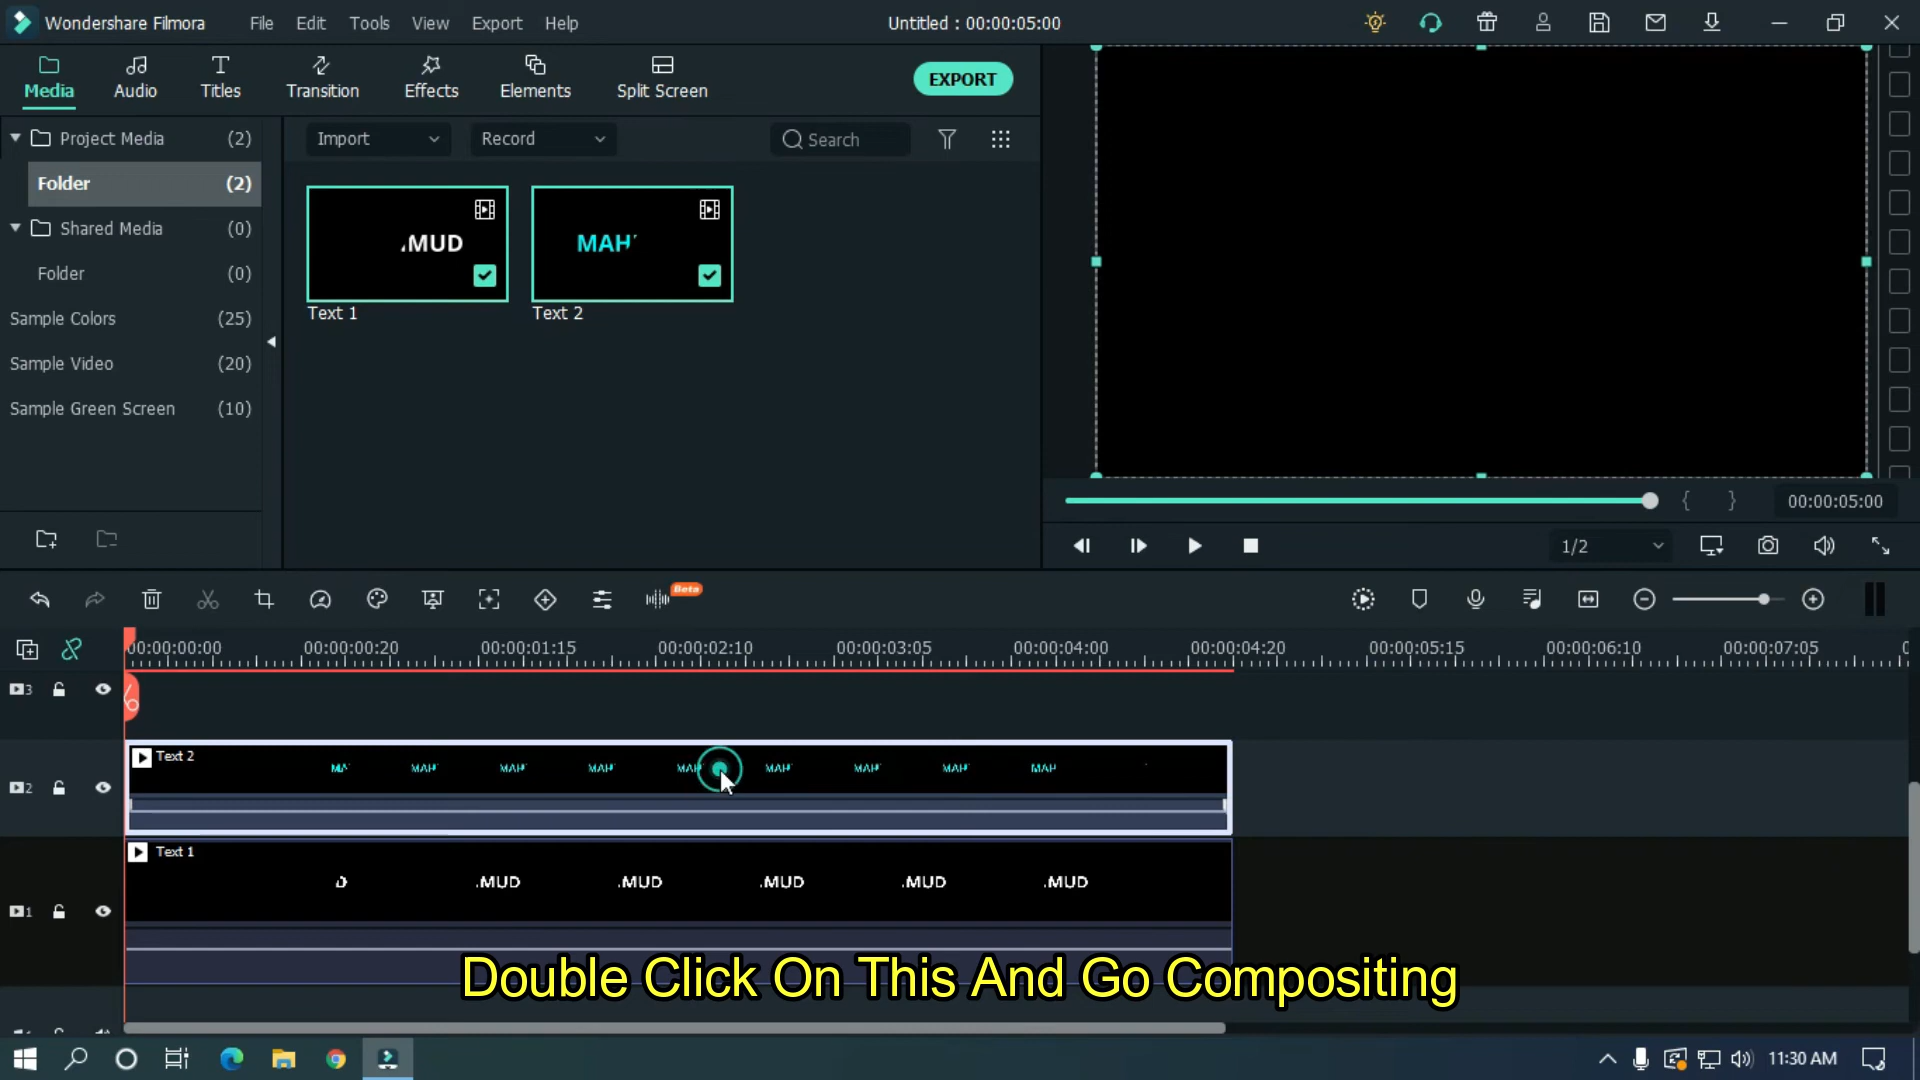 Wondershare Filmora
File
Edit
Tools
View
Export
Help
Untitled : 00:00:05:00
Media
Audio
Titles
Transition
Effects
Elements
Split Screen
EXPORT
Project Media (2)
Folder (2)
Shared Media (0)
Folder (0)
Sample Colors (25)
Sample Video (20)
Sample Green Screen (10)
Import
Record
Search
.MUD
MAH
Text 1
Text 2
{ }
00:00:05:00
1/2
Beta
00:00:00:00
00:00:00:20
00:00:01:15
00:00:02:10
00:00:03:05
00:00:04:00
00:00:04:20
00:00:05:15
00:00:06:10
00:00:07:05
3
Text 2
MA MAH MAH MAH MAH MAH MAH MAH MAH
2
Text 1
D .MUD .MUD .MUD .MUD .MUD
1
Double Click On This And Go Compositing
11:30 AM